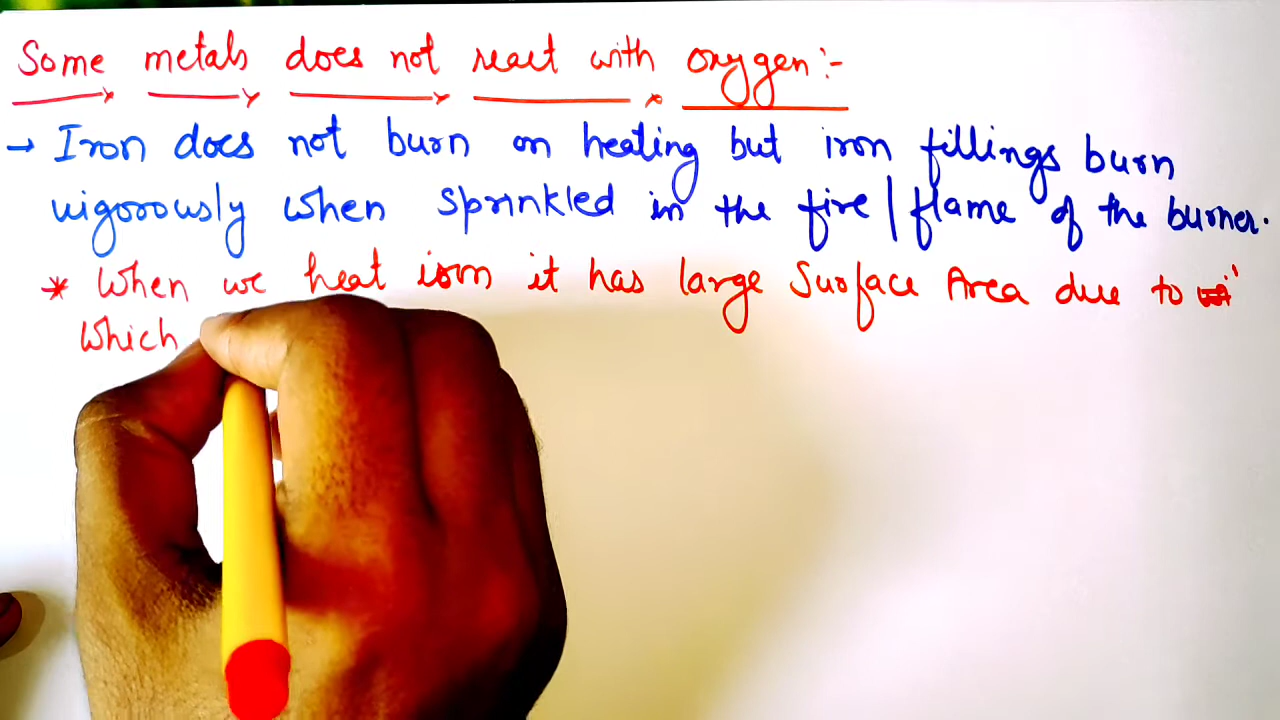 Some metals does not react with oxygen:-
→ Iron does not burn on heating but iron fillings burn
vigorously when sprinkled in the fire/flame of the burner.
* When we heat iron it has large Surface Area due to
which